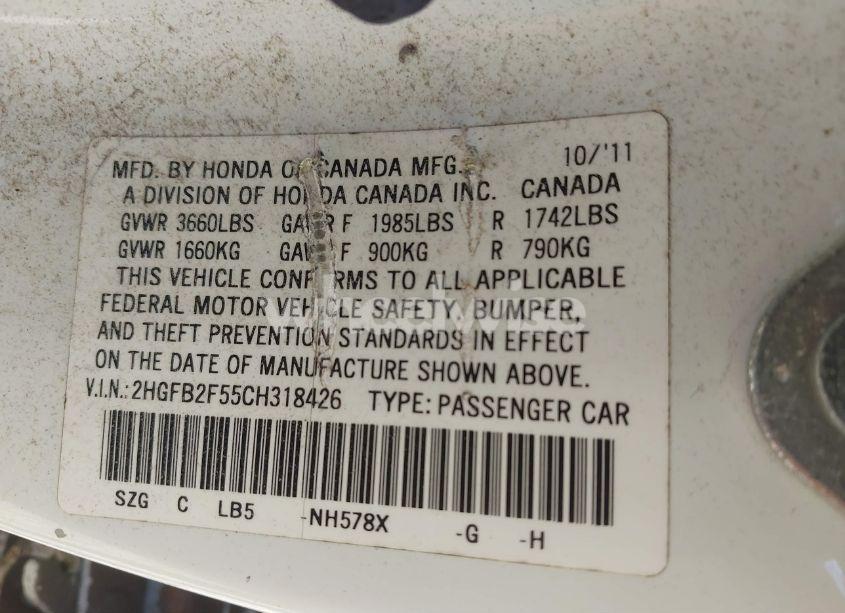 MFD. BY HONDA OF CANADA MFG. 10/'11
A DIVISION OF HONDA CANADA INC. CANADA
GVWR 3660LBS GAWR F 1985LBS R 1742LBS
GVWR 1660KG GAWR F 900KG R 790KG
THIS VEHICLE CONFORMS TO ALL APPLICABLE
FEDERAL MOTOR VEHICLE SAFETY, BUMPER,
AND THEFT PREVENTION STANDARDS IN EFFECT
ON THE DATE OF MANUFACTURE SHOWN ABOVE.
V.I.N.: 2HGFB2F55CH318426 TYPE: PASSENGER CAR
SZG C LB5 -NH578X -G -H